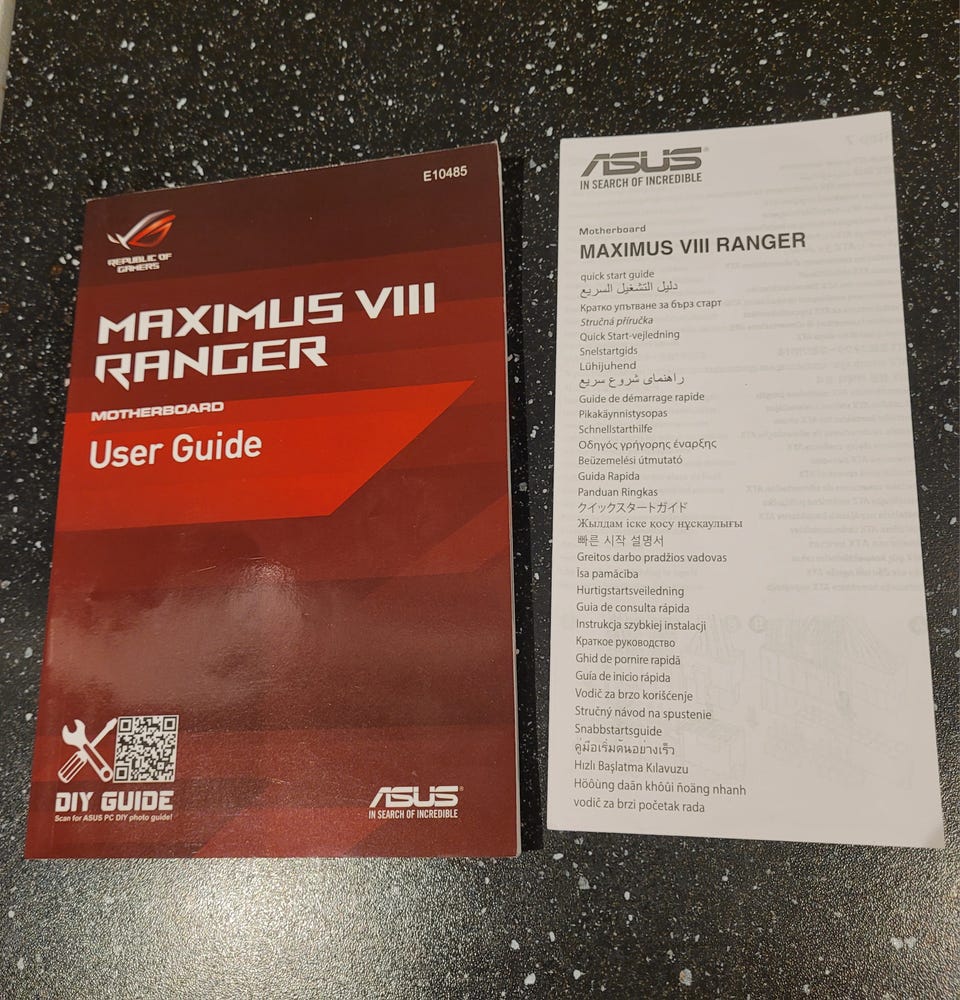 E10485
REPUBLIC OF
GAMERS
MAXIMUS VIII
RANGER
MOTHERBOARD
User Guide
DIY GUIDE
Scan for ASUS PC DIY photo guide!
ASUS
IN SEARCH OF INCREDIBLE
ASUS
IN SEARCH OF INCREDIBLE
Motherboard
MAXIMUS VIII RANGER
quick start guide
دليل التشغيل السريع
Кратко упътване за бърз старт
Stručná příručka
Quick Start-vejledning
Snelstartgids
Lühijuhend
راهنمای شروع سریع
Guide de démarrage rapide
Pikakäynnistysopas
Schnellstarthilfe
Οδηγός γρήγορης έναρξης
Beüzemelési útmutató
Guida Rapida
Panduan Ringkas
クイックスタートガイド
Жылдам іске қосу нұсқаулығы
빠른 시작 설명서
Greitos darbo pradžios vadovas
Īsa pamācība
Hurtigstartsveiledning
Guia de consulta rápida
Instrukcja szybkiej instalacji
Краткое руководство
Ghid de pornire rapidă
Guía de inicio rápida
Vodič za brzo korišćenje
Stručný návod na spustenie
Snabbstartsguide
คู่มือเริ่มต้นอย่างเร็ว
Hızlı Başlatma Kılavuzu
Höôùng daãn khôûi ñoäng nhanh
vodič za brzi početak rada